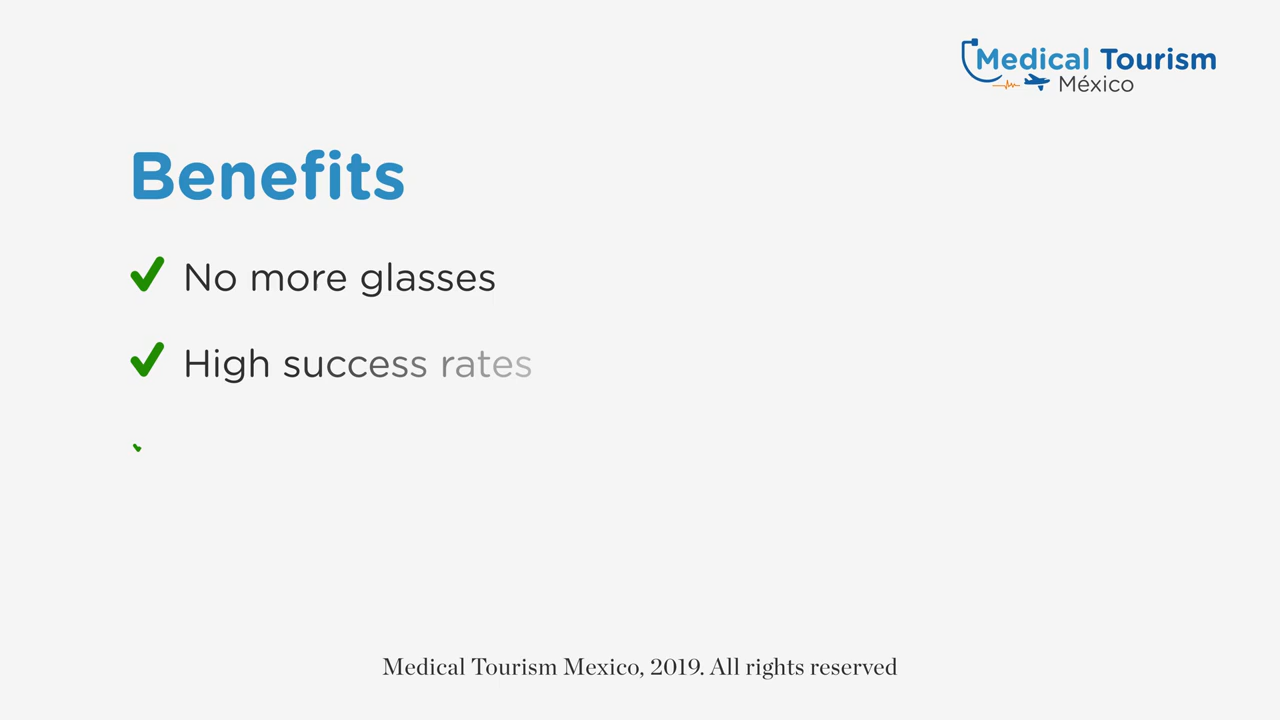 Medical Tourism
México
Benefits
No more glasses
High success rates
Medical Tourism Mexico, 2019. All rights reserved